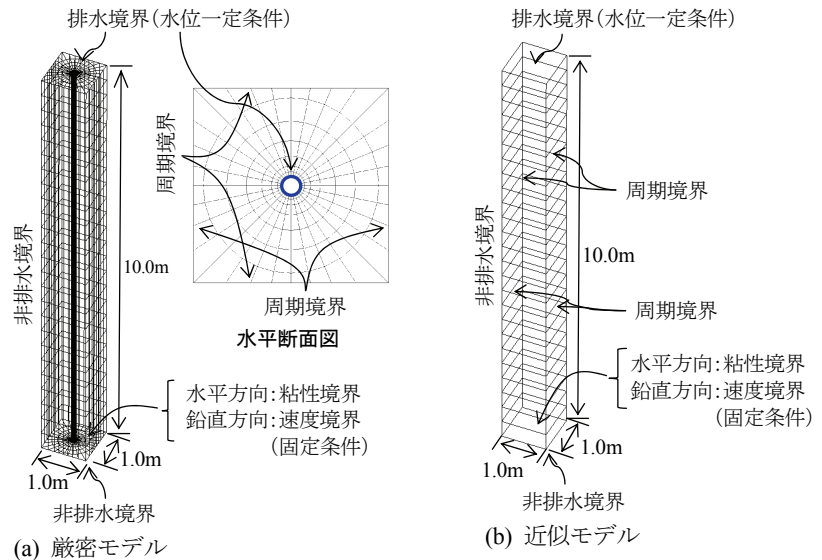 排水境界(水位一定条件)
周期境界
非排水境界
10.0m
周期境界
水平断面図
水平方向:粘性境界
鉛直方向:速度境界
(固定条件)
1.0m
1.0m
非排水境界
(a) 厳密モデル
排水境界(水位一定条件)
周期境界
非排水境界
10.0m
周期境界
水平方向:粘性境界
鉛直方向:速度境界
(固定条件)
1.0m
1.0m
非排水境界
(b) 近似モデル